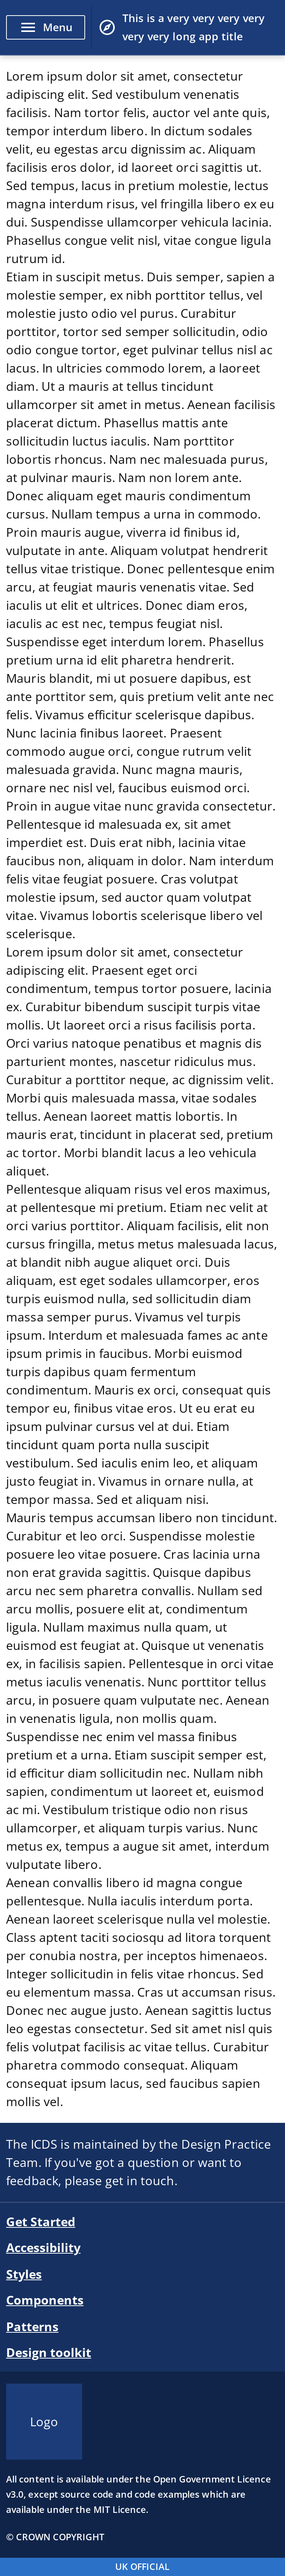 Menu
This is a very very very very
very very long app title
Lorem ipsum dolor sit amet, consectetur
adipiscing elit. Sed vestibulum venenatis
facilisis. Nam tortor felis, auctor vel ante quis,
tempor interdum libero. In dictum sodales
velit, eu egestas arcu dignissim ac. Aliquam
facilisis eros dolor, id laoreet orci sagittis ut.
Sed tempus, lacus in pretium molestie, lectus
magna interdum risus, vel fringilla libero ex eu
dui. Suspendisse ullamcorper vehicula lacinia.
Phasellus congue velit nisl, vitae congue ligula
rutrum id.
Etiam in suscipit metus. Duis semper, sapien a
molestie semper, ex nibh porttitor tellus, vel
molestie justo odio vel purus. Curabitur
porttitor, tortor sed semper sollicitudin, odio
odio congue tortor, eget pulvinar tellus nisl ac
lacus. In ultricies commodo lorem, a laoreet
diam. Ut a mauris at tellus tincidunt
ullamcorper sit amet in metus. Aenean facilisis
placerat dictum. Phasellus mattis ante
sollicitudin luctus iaculis. Nam porttitor
lobortis rhoncus. Nam nec malesuada purus,
at pulvinar mauris. Nam non lorem ante.
Donec aliquam eget mauris condimentum
cursus. Nullam tempus a urna in commodo.
Proin mauris augue, viverra id finibus id,
vulputate in ante. Aliquam volutpat hendrerit
tellus vitae tristique. Donec pellentesque enim
arcu, at feugiat mauris venenatis vitae. Sed
iaculis ut elit et ultrices. Donec diam eros,
iaculis ac est nec, tempus feugiat nisl.
Suspendisse eget interdum lorem. Phasellus
pretium urna id elit pharetra hendrerit.
Mauris blandit, mi ut posuere dapibus, est
ante porttitor sem, quis pretium velit ante nec
felis. Vivamus efficitur scelerisque dapibus.
Nunc lacinia finibus laoreet. Praesent
commodo augue orci, congue rutrum velit
malesuada gravida. Nunc magna mauris,
ornare nec nisl vel, faucibus euismod orci.
Proin in augue vitae nunc gravida consectetur.
Pellentesque id malesuada ex, sit amet
imperdiet est. Duis erat nibh, lacinia vitae
faucibus non, aliquam in dolor. Nam interdum
felis vitae feugiat posuere. Cras volutpat
molestie ipsum, sed auctor quam volutpat
vitae. Vivamus lobortis scelerisque libero vel
scelerisque.
Lorem ipsum dolor sit amet, consectetur
adipiscing elit. Praesent eget orci
condimentum, tempus tortor posuere, lacinia
ex. Curabitur bibendum suscipit turpis vitae
mollis. Ut laoreet orci a risus facilisis porta.
Orci varius natoque penatibus et magnis dis
parturient montes, nascetur ridiculus mus.
Curabitur a porttitor neque, ac dignissim velit.
Morbi quis malesuada massa, vitae sodales
tellus. Aenean laoreet mattis lobortis. In
mauris erat, tincidunt in placerat sed, pretium
ac tortor. Morbi blandit lacus a leo vehicula
aliquet.
Pellentesque aliquam risus vel eros maximus,
at pellentesque mi pretium. Etiam nec velit at
orci varius porttitor. Aliquam facilisis, elit non
cursus fringilla, metus metus malesuada lacus,
at blandit nibh augue aliquet orci. Duis
aliquam, est eget sodales ullamcorper, eros
turpis euismod nulla, sed sollicitudin diam
massa semper purus. Vivamus vel turpis
ipsum. Interdum et malesuada fames ac ante
ipsum primis in faucibus. Morbi euismod
turpis dapibus quam fermentum
condimentum. Mauris ex orci, consequat quis
tempor eu, finibus vitae eros. Ut eu erat eu
ipsum pulvinar cursus vel at dui. Etiam
tincidunt quam porta nulla suscipit
vestibulum. Sed iaculis enim leo, et aliquam
justo feugiat in. Vivamus in ornare nulla, at
tempor massa. Sed et aliquam nisi.
Mauris tempus accumsan libero non tincidunt.
Curabitur et leo orci. Suspendisse molestie
posuere leo vitae posuere. Cras lacinia urna
non erat gravida sagittis. Quisque dapibus
arcu nec sem pharetra convallis. Nullam sed
arcu mollis, posuere elit at, condimentum
ligula. Nullam maximus nulla quam, ut
euismod est feugiat at. Quisque ut venenatis
ex, in facilisis sapien. Pellentesque in orci vitae
metus iaculis venenatis. Nunc porttitor tellus
arcu, in posuere quam vulputate nec. Aenean
in venenatis ligula, non mollis quam.
Suspendisse nec enim vel massa finibus
pretium et a urna. Etiam suscipit semper est,
id efficitur diam sollicitudin nec. Nullam nibh
sapien, condimentum ut laoreet et, euismod
ac mi. Vestibulum tristique odio non risus
ullamcorper, et aliquam turpis varius. Nunc
metus ex, tempus a augue sit amet, interdum
vulputate libero.
Aenean convallis libero id magna congue
pellentesque. Nulla iaculis interdum porta.
Aenean laoreet scelerisque nulla vel molestie.
Class aptent taciti sociosqu ad litora torquent
per conubia nostra, per inceptos himenaeos.
Integer sollicitudin in felis vitae rhoncus. Sed
eu elementum massa. Cras ut accumsan risus.
Donec nec augue justo. Aenean sagittis luctus
leo egestas consectetur. Sed sit amet nisl quis
felis volutpat facilisis ac vitae tellus. Curabitur
pharetra commodo consequat. Aliquam
consequat ipsum lacus, sed faucibus sapien
mollis vel.
The ICDS is maintained by the Design Practice
Team. If you've got a question or want to
feedback, please get in touch.
Get Started
Accessibility
Styles
Components
Patterns
Design toolkit
Logo
All content is available under the Open Government Licence
v3.0, except source code and code examples which are
available under the MIT Licence.
© CROWN COPYRIGHT
UK OFFICIAL